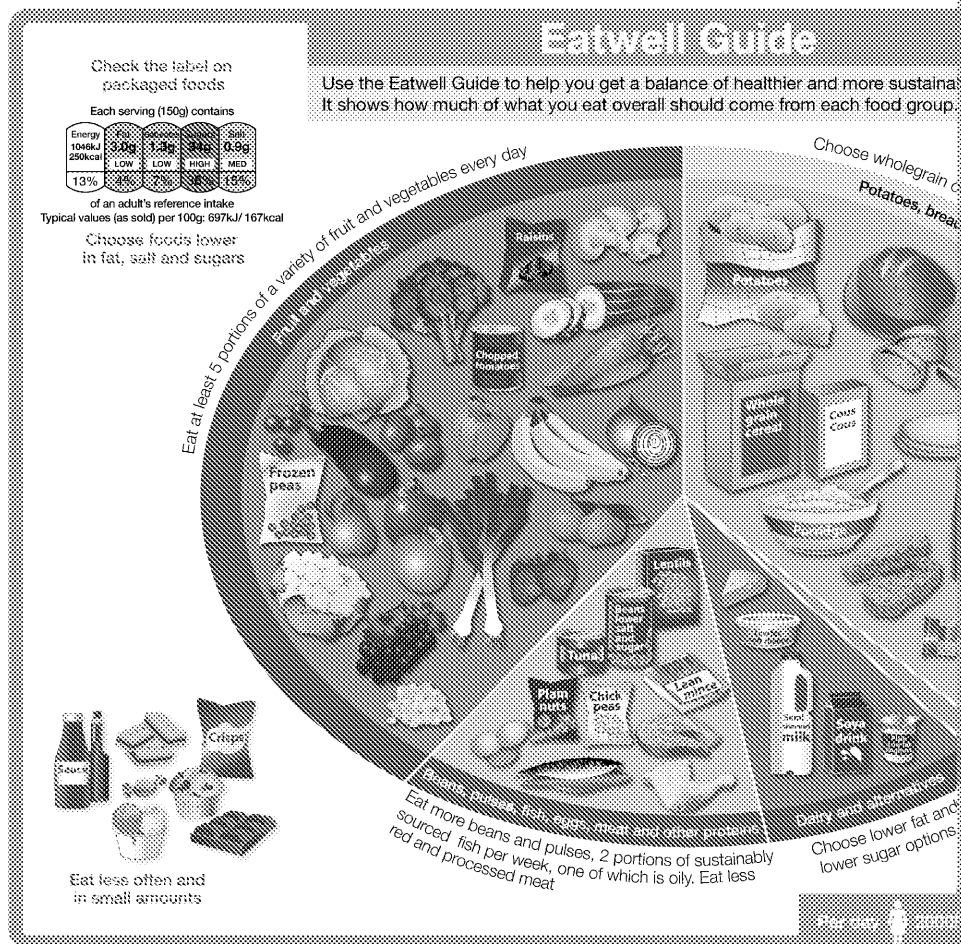 Eatwell Guide
Use the Eatwell Guide to help you get a balance of healthier and more sustaina
It shows how much of what you eat overall should come from each food group.
Check the label on
packaged foods
Each serving (150g) contains
Energy
1046kJ
250kcal
13%
Fat
3.0g
LOW
4%
1.3g
LOW
7%
34g
HIGH
38%
Salt
0.9g
MED
15%
of an adult's reference intake
Typical values (as sold) per 100g: 697kJ/ 167kcal
Choose foods lower
in fat, salt and sugars
Eat at least 5 portions of a variety of fruit and vegetables every day
Fruit and vegetables
Raisins
Chopped
tomatoes
Frozen
peas
Choose wholegrain
Potatoes, bread
Whole
grain
cereal
Cous
Cous
Lentils
Beans
lower
salt
and
sugar
Tuna
Plain
nuts
Chick
peas
Lean
mince
Semi
skimmed
milk
Soya
drink
Beans, pulses, fish, eggs, meat and other proteins
Eat more beans and pulses, 2 portions of sustainably
sourced fish per week, one of which is oily. Eat less
red and processed meat
Dairy and alternatives
Choose lower fat and
lower sugar options
Sauce
Crisps
Eat less often and
in small amounts
Per day